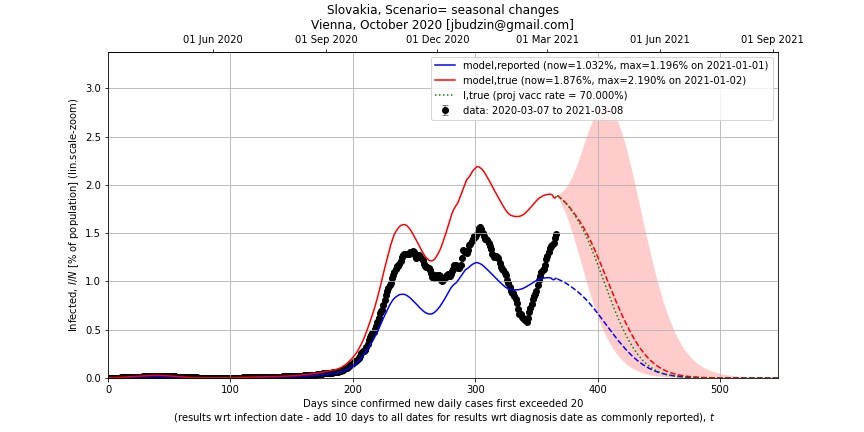 Slovakia, Scenario= seasonal changes
Vienna, October 2020 [jbudzin@gmail.com]
01 Jun 2020 01 Sep 2020 01 Dec 2020 01 Mar 2021 01 Jun 2021 01 Sep 2021
model,reported (now=1.032%, max=1.196% on 2021-01-01)
model,true (now=1.876%, max=2.190% on 2021-01-02)
I,true (proj vacc rate = 70.000%)
data: 2020-03-07 to 2021-03-08
Infected, I/N [% of population] (lin.scale-zoom)
3.0
2.5
2.0
1.5
1.0
0.5
0.0
0 100 200 300 400 500
Days since confirmed new daily cases first exceeded 20
(results wrt infection date - add 10 days to all dates for results wrt diagnosis date as commonly reported), t